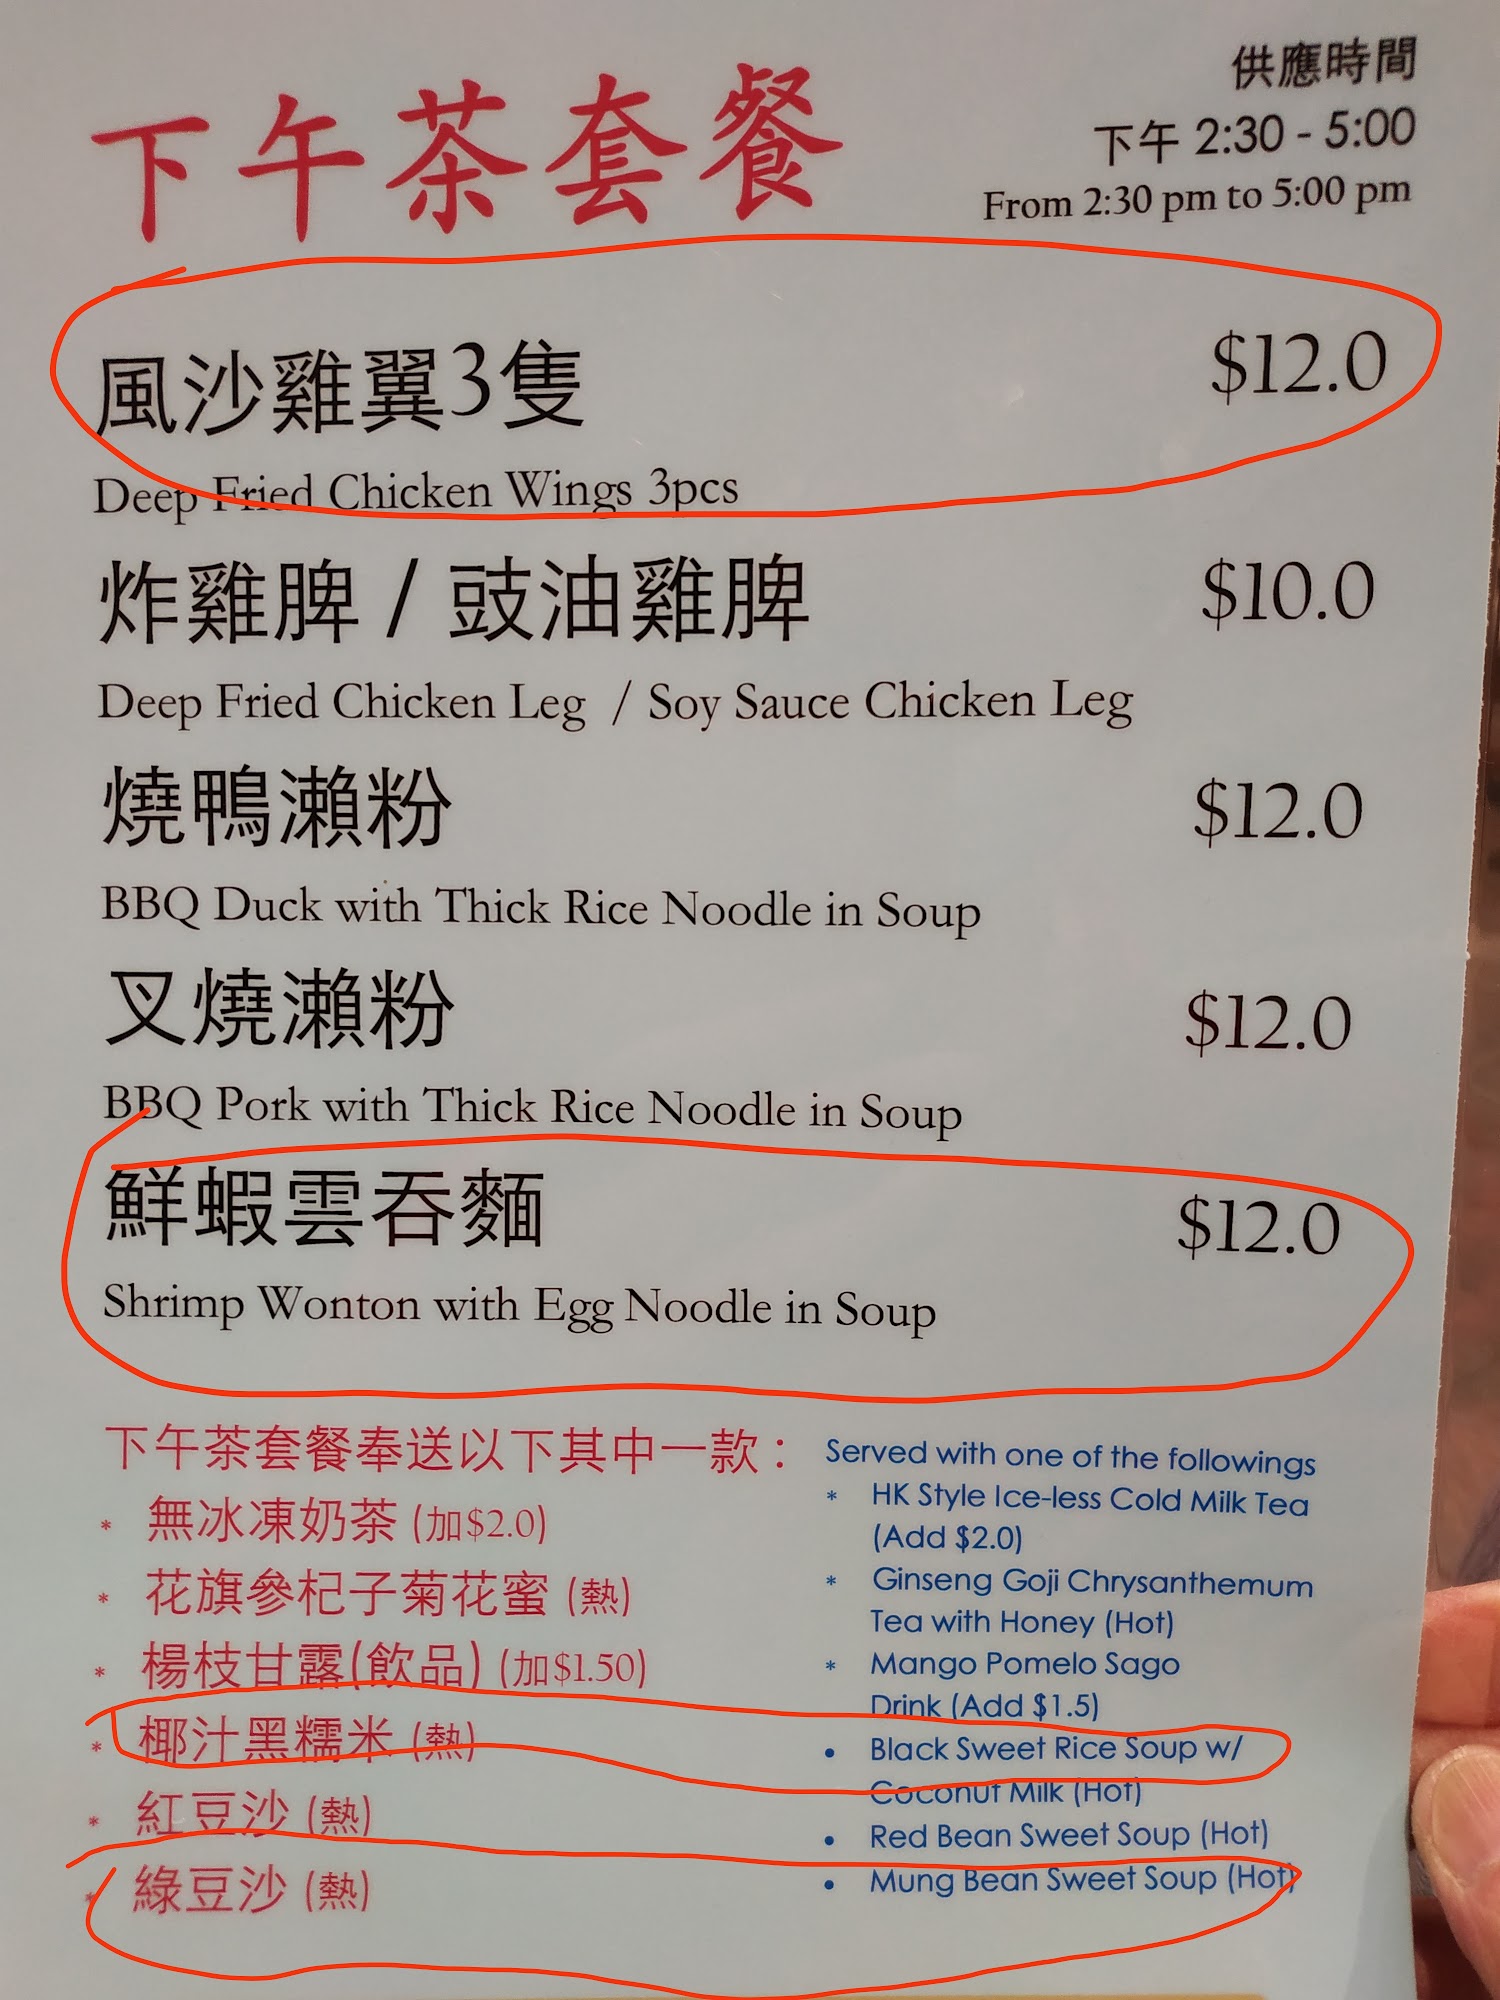 下午茶套餐
供應時間
下午 2:30 - 5:00
From 2:30 pm to 5:00 pm
風沙雞翼3隻 $12.0
Deep Fried Chicken Wings 3pcs
炸雞脾 / 豉油雞脾 $10.0
Deep Fried Chicken Leg / Soy Sauce Chicken Leg
燒鴨瀨粉 $12.0
BBQ Duck with Thick Rice Noodle in Soup
叉燒瀨粉 $12.0
BBQ Pork with Thick Rice Noodle in Soup
鮮蝦雲吞麵 $12.0
Shrimp Wonton with Egg Noodle in Soup
下午茶套餐奉送以下其中一款：
* 無冰凍奶茶 (加$2.0)
* 花旗參杞子菊花蜜 (熱)
* 楊枝甘露(飲品) (加$1.50)
* 椰汁黑糯米 (熱)
* 紅豆沙 (熱)
* 綠豆沙 (熱)
Served with one of the followings
* HK Style Ice-less Cold Milk Tea
(Add $2.0)
* Ginseng Goji Chrysanthemum
Tea with Honey (Hot)
* Mango Pomelo Sago
Drink (Add $1.5)
• Black Sweet Rice Soup w/
Coconut Milk (Hot)
• Red Bean Sweet Soup (Hot)
• Mung Bean Sweet Soup (Hot)